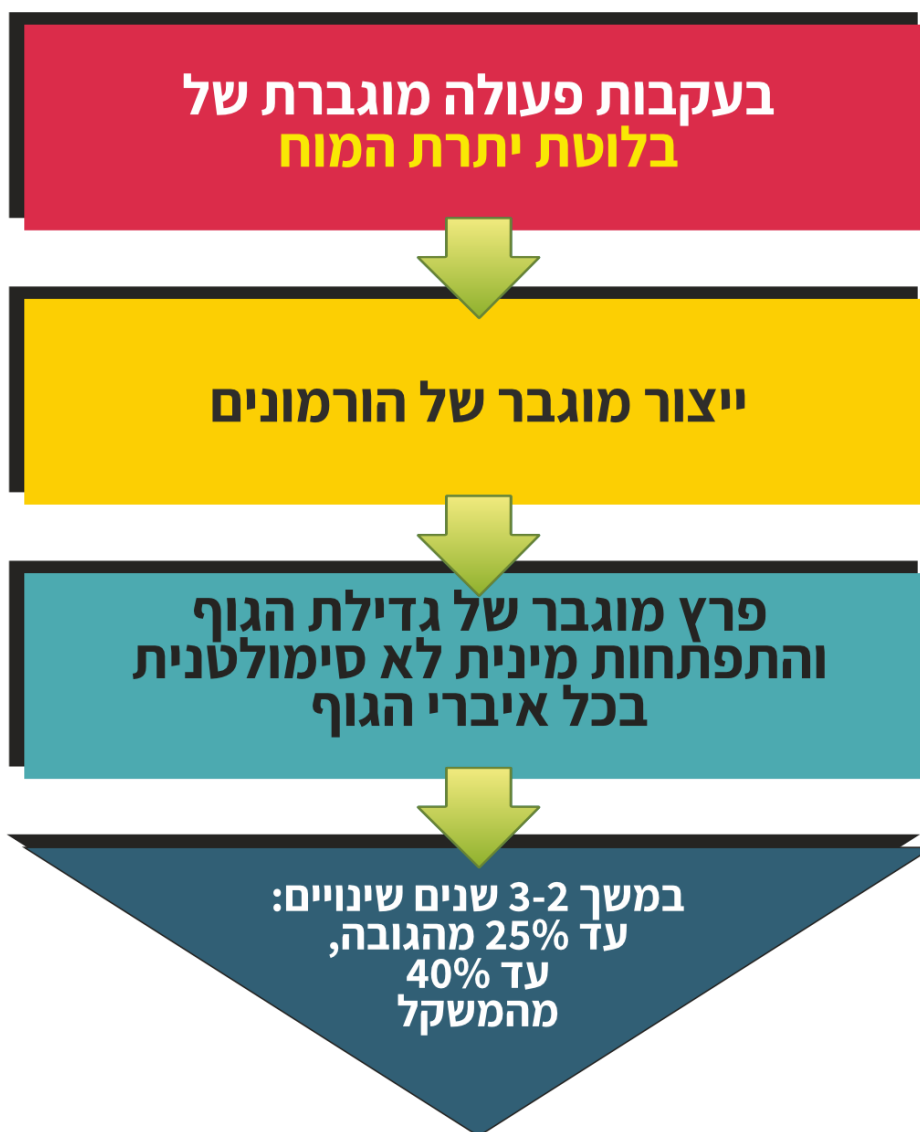 בעקבות פעולה מוגברת של
בלוטת יתרת המוח
ייצור מוגבר של הורמונים
פרץ מוגבר של גדילת הגוף
והתפתחות מינית לא סימולטנית
בכל איברי הגוף
במשך 3-2 שנים שינויים:
עד 25% מהגובה,
עד 40%
מהמשקל